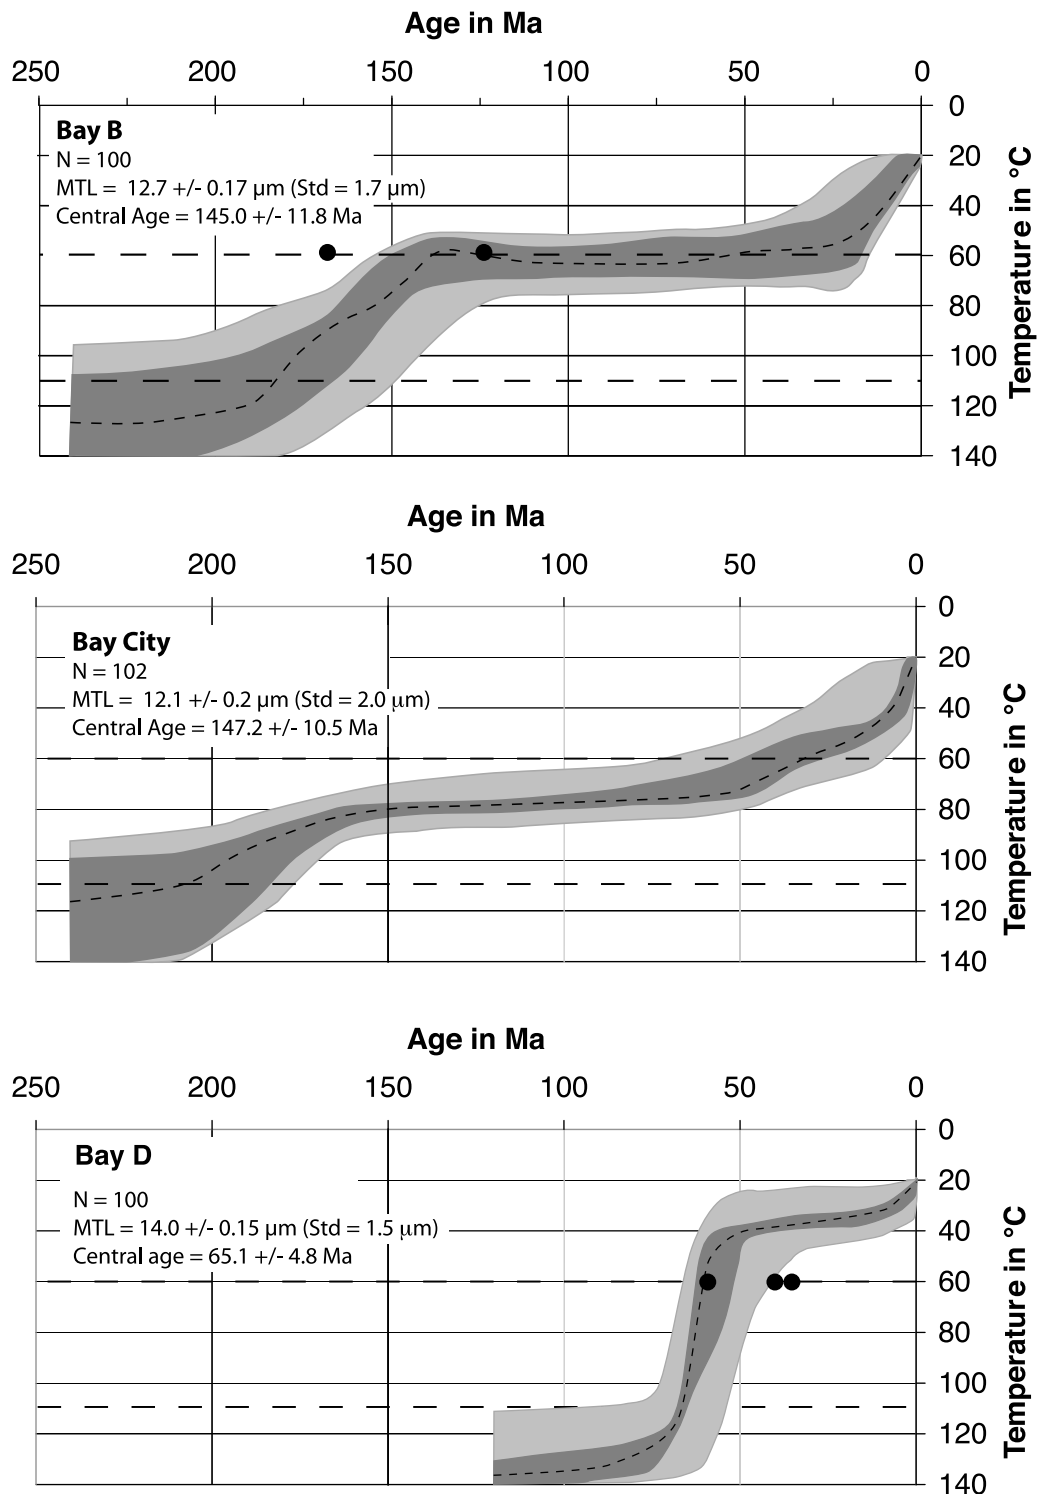 Age in Ma
250 200 150 100 50 0
Bay B
N = 100
MTL = 12.7 +/- 0.17 µm (Std = 1.7 µm)
Central Age = 145.0 +/- 11.8 Ma
0
20
40
60
80
100
120
140
Temperature in °C
Age in Ma
250 200 150 100 50 0
Bay City
N = 102
MTL = 12.1 +/- 0.2 µm (Std = 2.0 µm)
Central Age = 147.2 +/- 10.5 Ma
0
20
40
60
80
100
120
140
Temperature in °C
Age in Ma
250 200 150 100 50 0
Bay D
N = 100
MTL = 14.0 +/- 0.15 µm (Std = 1.5 µm)
Central age = 65.1 +/- 4.8 Ma
0
20
40
60
80
100
120
140
Temperature in °C